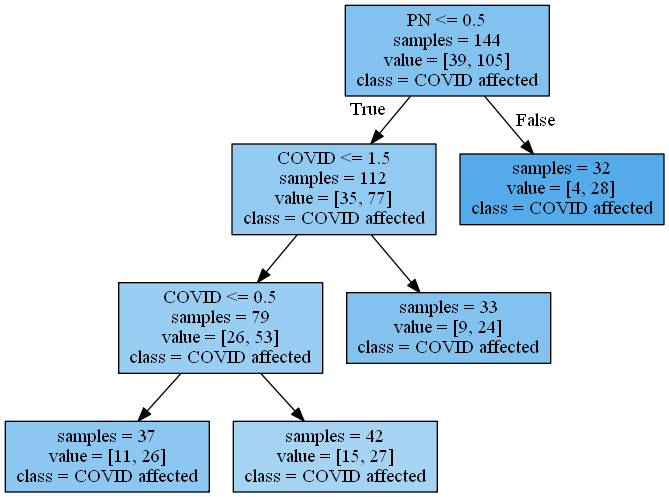 PN <= 0.5
samples = 144
value = [39, 105]
class = COVID affected
True
False
COVID <= 1.5
samples = 112
value = [35, 77]
class = COVID affected
samples = 32
value = [4, 28]
class = COVID affected
COVID <= 0.5
samples = 79
value = [26, 53]
class = COVID affected
samples = 33
value = [9, 24]
class = COVID affected
samples = 37
value = [11, 26]
class = COVID affected
samples = 42
value = [15, 27]
class = COVID affected